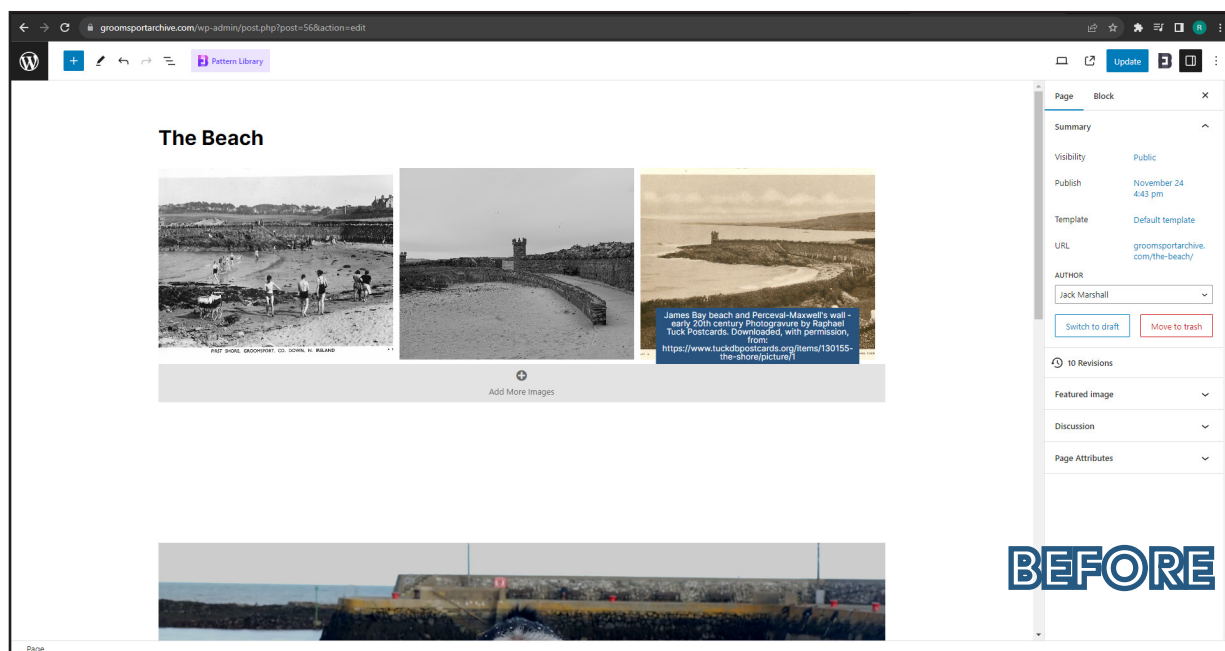 groomsportarchive.com/wp-admin/post.php?post=56&action=edit
R
Pattern Library
Update
Page
Block
The Beach
Summary
Visibility
Public
Publish
November 24
4:43 pm
Template
Default template
URL
groomsportarchive.
com/the-beach/
AUTHOR
Jack Marshall
Switch to draft
Move to trash
10 Revisions
Featured image
Discussion
Page Attributes
FIRST SHORE, GROOMSPORT, CO. DOWN, N. IRELAND
James Bay beach and Perceval-Maxwell's wall -
early 20th century Photogravure by Raphael
Tuck Postcards. Downloaded, with permission,
from:
https://www.tuckdbpostcards.org/items/130155-
the-shore/picture/1
Add More Images
BEFORE
Page